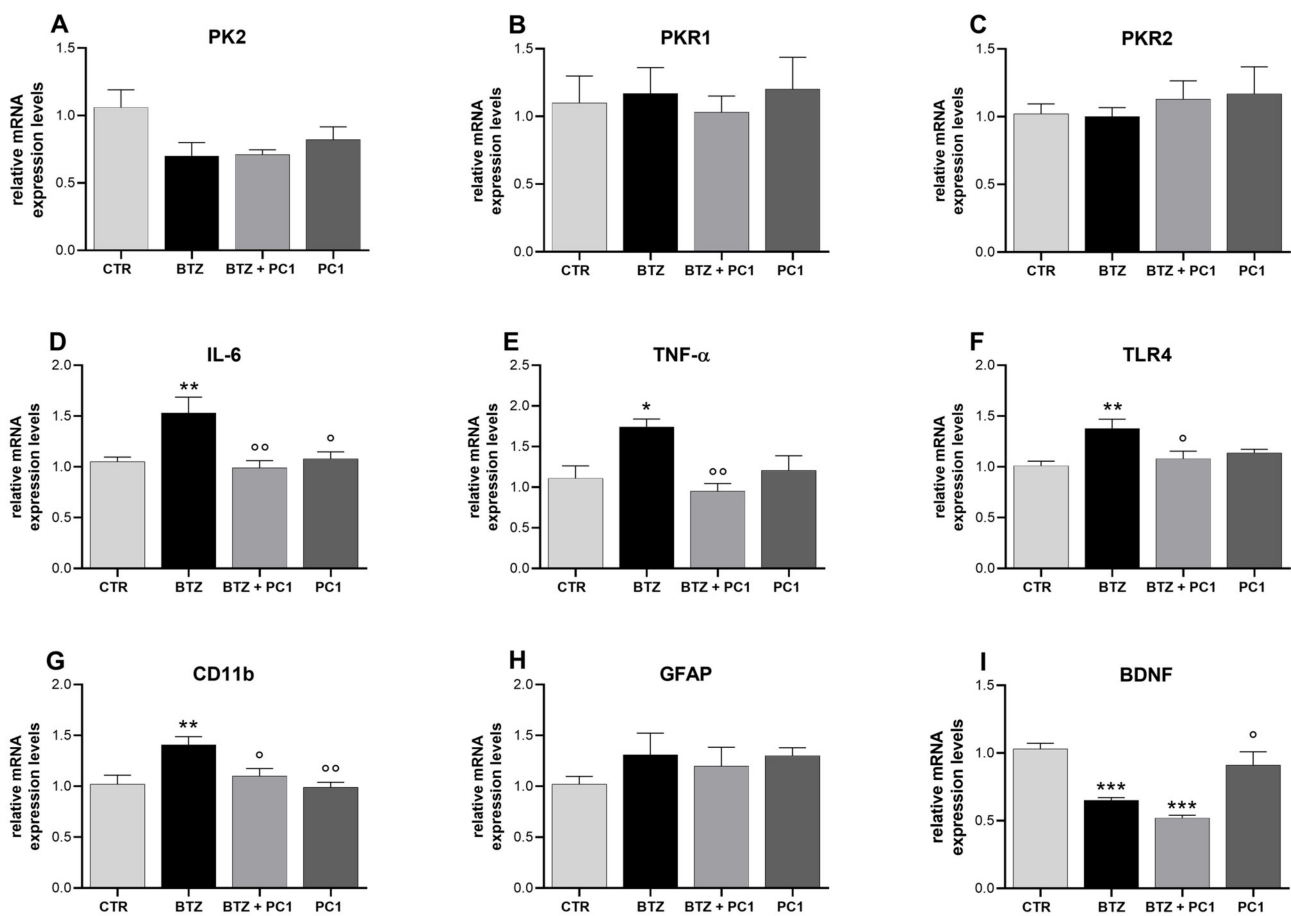 A
PK2
relative mRNA
expression levels
1.5
1.0
0.5
0.0
CTR
BTZ
BTZ + PC1
PC1
B
PKR1
relative mRNA
expression levels
1.5
1.0
0.5
0.0
CTR
BTZ
BTZ + PC1
PC1
C
PKR2
relative mRNA
expression levels
1.5
1.0
0.5
0.0
CTR
BTZ
BTZ + PC1
PC1
D
IL-6
relative mRNA
expression levels
2.0
1.5
1.0
0.5
0.0
**
°°
°
CTR
BTZ
BTZ + PC1
PC1
E
TNF-α
relative mRNA
expression levels
2.5
2.0
1.5
1.0
0.5
0.0
*
°°
CTR
BTZ
BTZ + PC1
PC1
F
TLR4
relative mRNA
expression levels
2.0
1.5
1.0
0.5
0.0
**
°
CTR
BTZ
BTZ + PC1
PC1
G
CD11b
relative mRNA
expression levels
2.0
1.5
1.0
0.5
0.0
**
°
°°
CTR
BTZ
BTZ + PC1
PC1
H
GFAP
relative mRNA
expression levels
2.0
1.5
1.0
0.5
0.0
CTR
BTZ
BTZ + PC1
PC1
I
BDNF
relative mRNA
expression levels
1.5
1.0
0.5
0.0
***
***
°
CTR
BTZ
BTZ + PC1
PC1